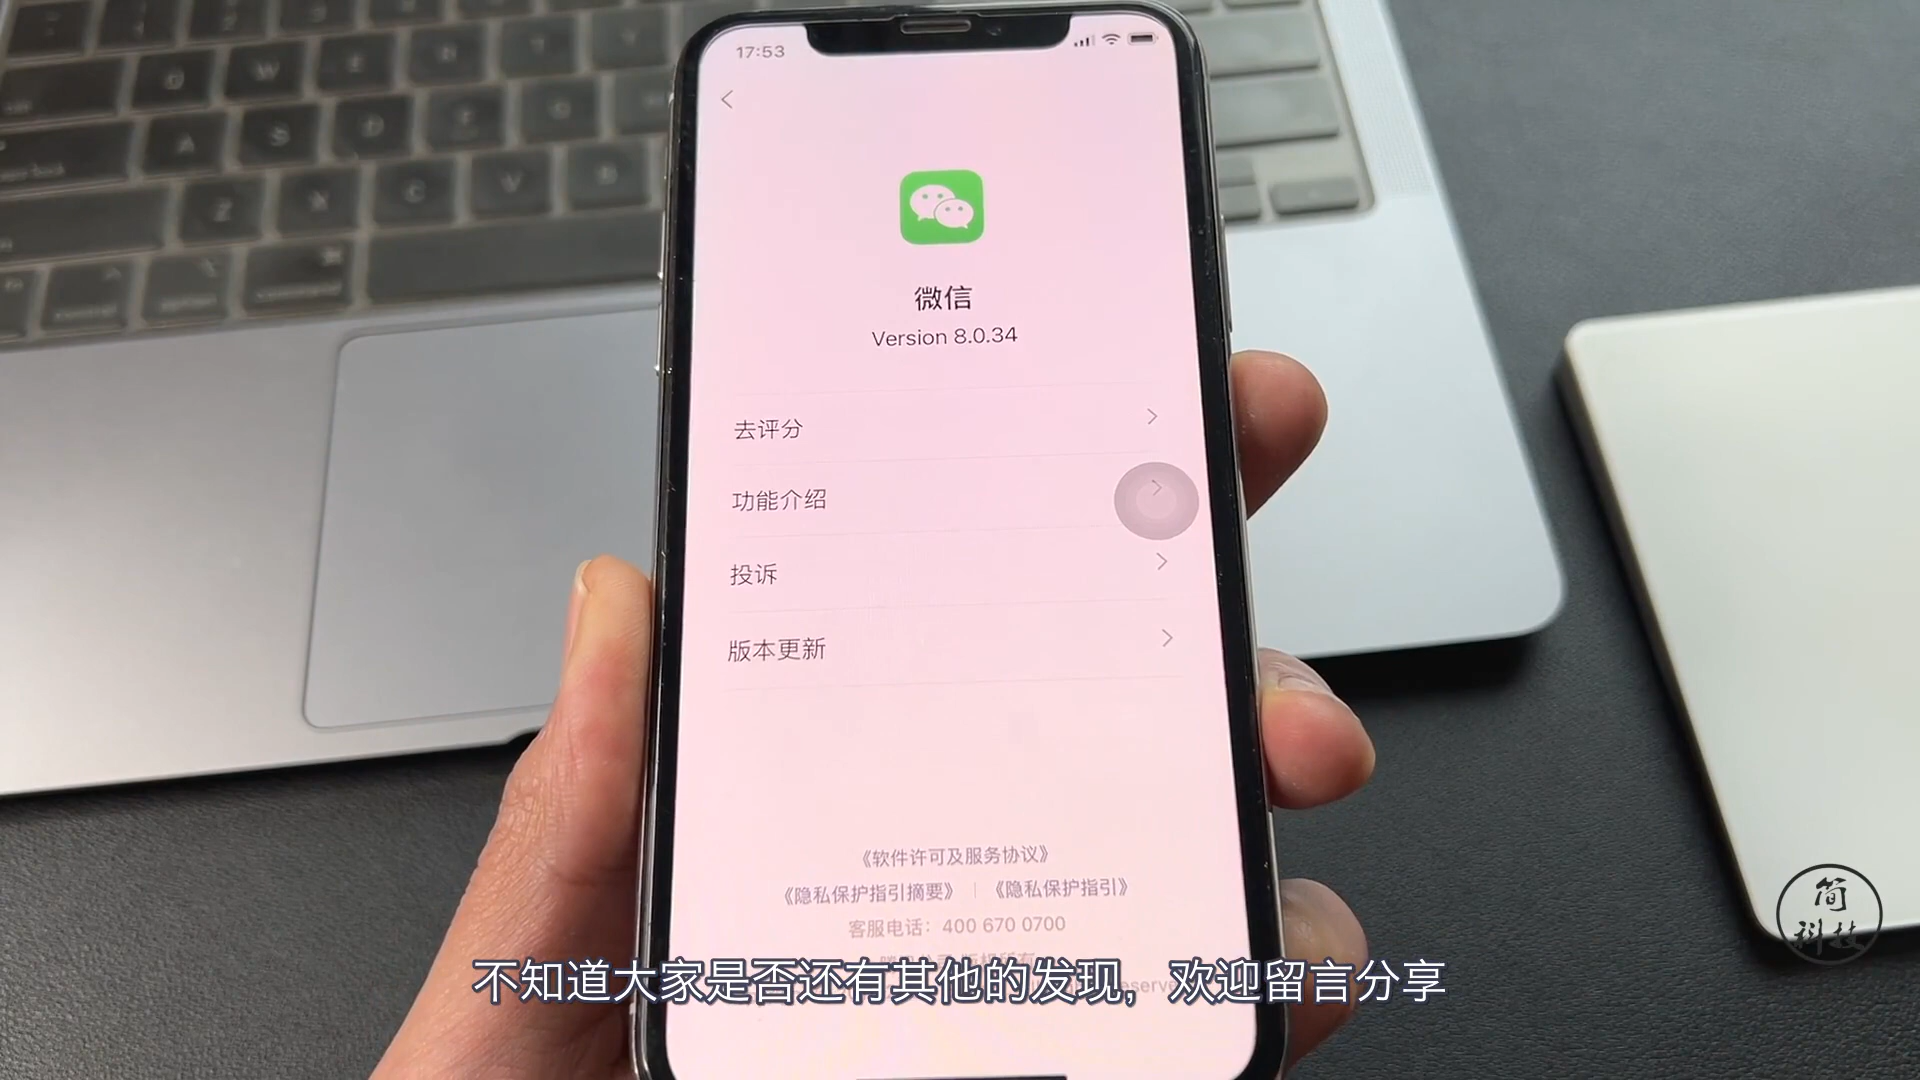 17:53
微信
Version 8.0.34
去评分
功能介绍
投诉
版本更新
《软件许可及服务协议》
《隐私保护指引摘要》 | 《隐私保护指引》
客服电话：400 670 0700
不知道大家是否还有其他的发现，欢迎留言分享
简
科技